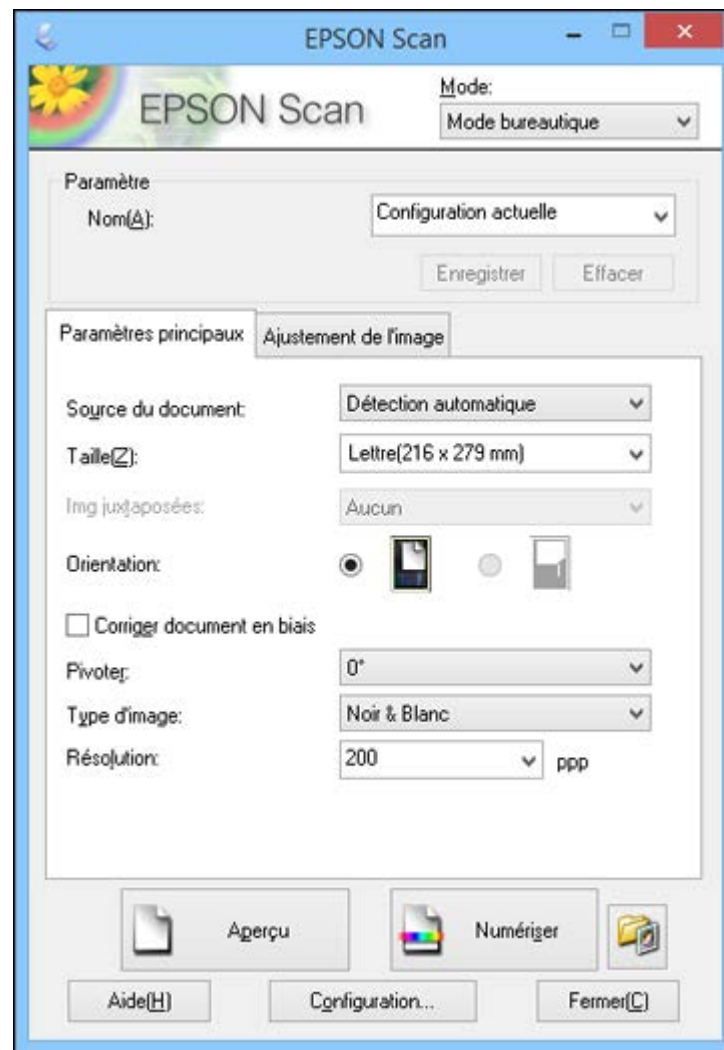 EPSON Scan
EPSON Scan
Mode:
Mode bureautique
Paramètre
Nom(A):
Configuration actuelle
Enregistrer
Effacer
Paramètres principaux
Ajustement de l'image
Source du document:
Détection automatique
Taille(Z):
Lettre(216 x 279 mm)
Img juxtaposées:
Aucun
Orientation:
Corriger document en biais
Pivoter:
0°
Type d'image:
Noir & Blanc
Résolution:
200
ppp
Aperçu
Numériser
Aide(H)
Configuration...
Fermer(C)